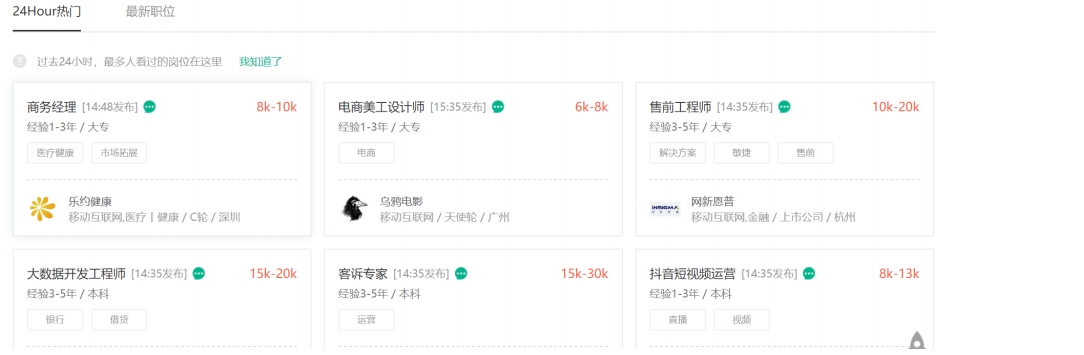 24Hour热门 最新职位
? 过去24小时，最多人看过的岗位在这里 我知道了
商务经理 [14:48发布] 8k-10k
经验1-3年 / 大专
医疗健康 市场拓展
乐约健康
移动互联网,医疗丨健康 / C轮 / 深圳
电商美工设计师 [15:35发布] 6k-8k
经验1-3年 / 大专
电商
乌鸦电影
移动互联网 / 天使轮 / 广州
售前工程师 [14:35发布] 10k-20k
经验3-5年 / 大专
解决方案 敏捷 售前
INSIGMA
网新恩普
移动互联网,金融 / 上市公司 / 杭州
大数据开发工程师 [14:35发布] 15k-20k
经验3-5年 / 本科
银行 借贷
客诉专家 [14:35发布] 15k-30k
经验3-5年 / 本科
运营
抖音短视频运营 [14:35发布] 8k-13k
经验1-3年 / 本科
直播 视频